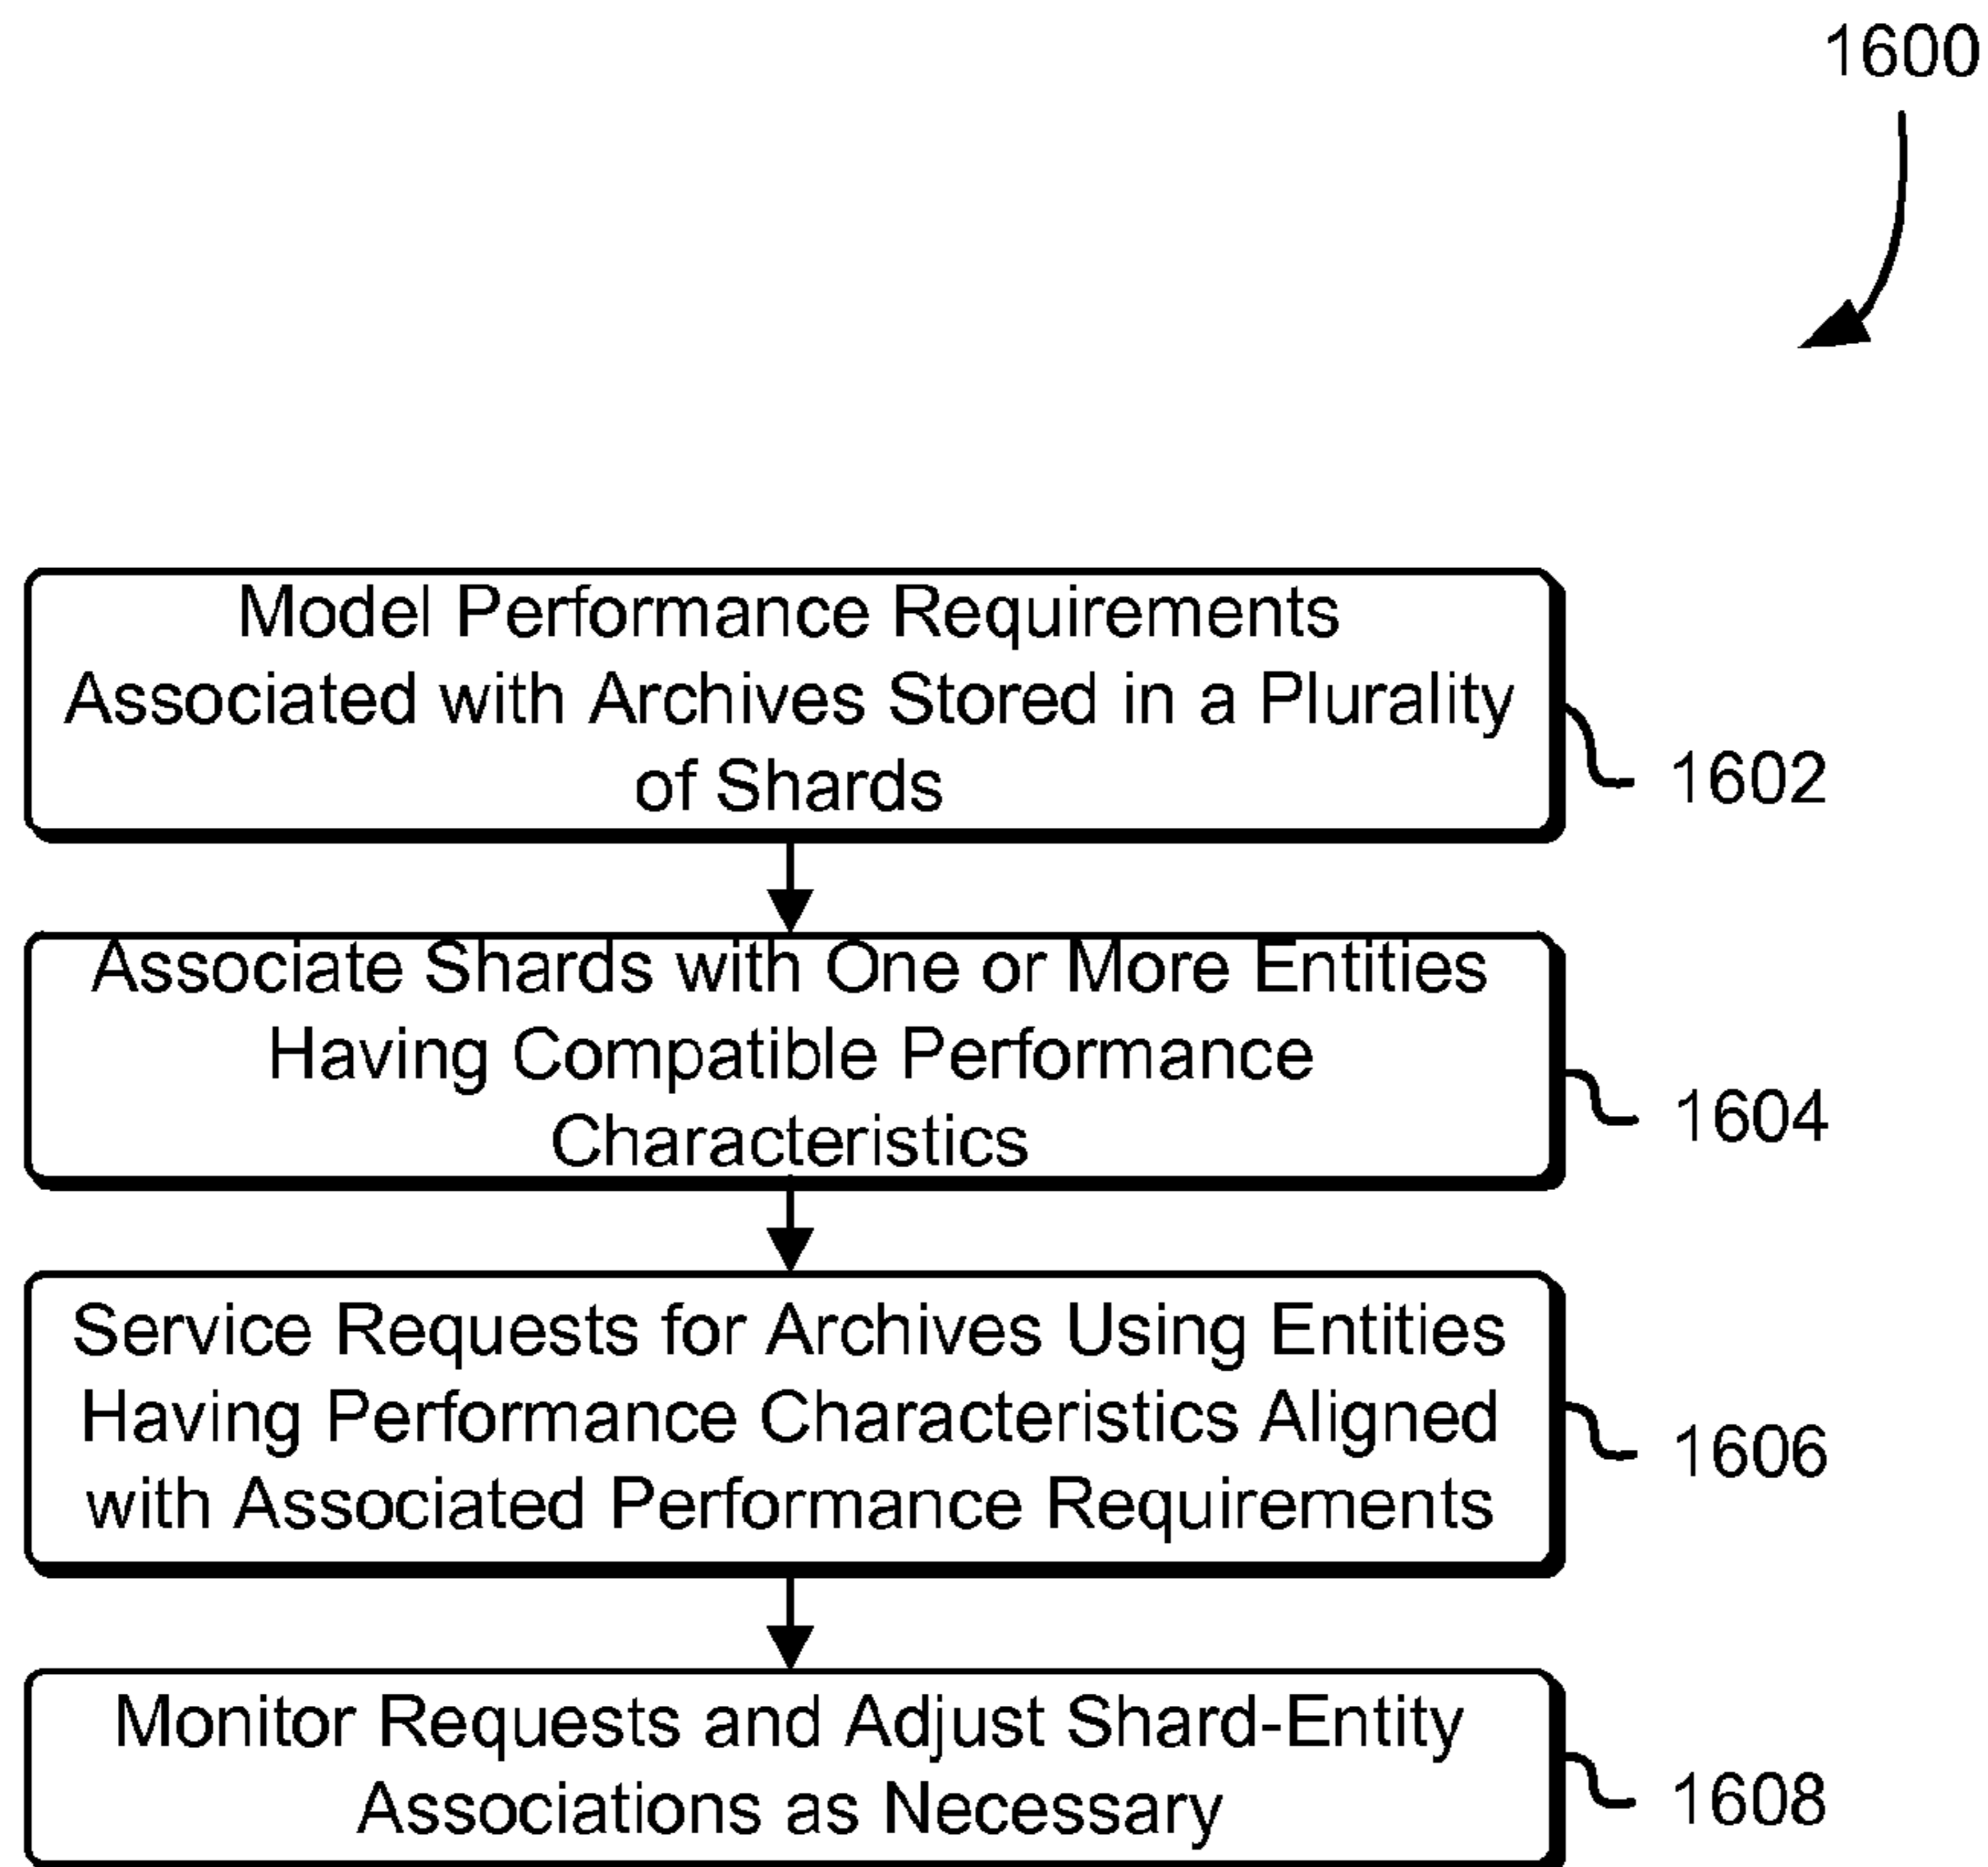 1600
Model Performance Requirements
Associated with Archives Stored in a Plurality
of Shards
1602
Associate Shards with One or More Entities
Having Compatible Performance
Characteristics
1604
Service Requests for Archives Using Entities
Having Performance Characteristics Aligned
with Associated Performance Requirements
1606
Monitor Requests and Adjust Shard-Entity
Associations as Necessary
1608